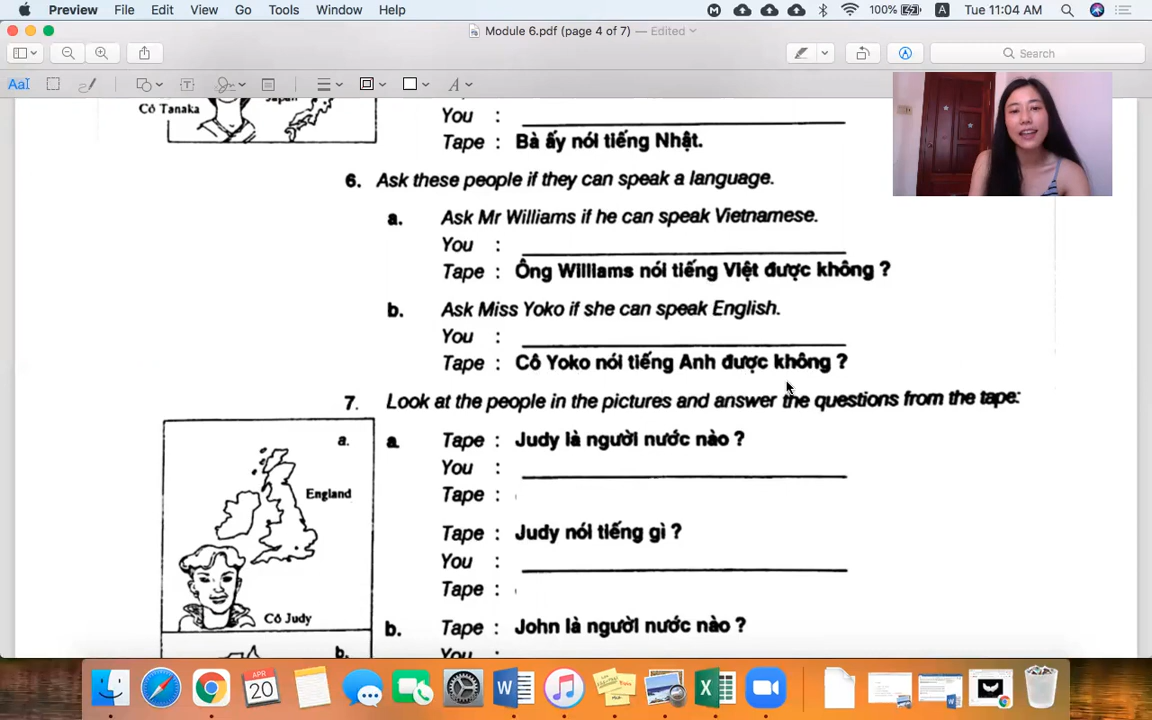 Preview File Edit View Go Tools Window Help 100% A Tue 11:04 AM
Module 6.pdf (page 4 of 7) — Edited
Search
AaI T A
Cô Tanaka
You :
Tape : Bà ấy nói tiếng Nhật.
6. Ask these people if they can speak a language.
a. Ask Mr Williams if he can speak Vietnamese.
You :
Tape : Ông Williams nói tiếng Việt được không ?
b. Ask Miss Yoko if she can speak English.
You :
Tape : Cô Yoko nói tiếng Anh được không ?
7. Look at the people in the pictures and answer the questions from the tape:
a.
England
Cô Judy
a Tape : Judy là người nước nào ?
You :
Tape :
Tape : Judy nói tiếng gì ?
You :
Tape :
b. Tape : John là người nước nào ?
b.
You :
APR
20